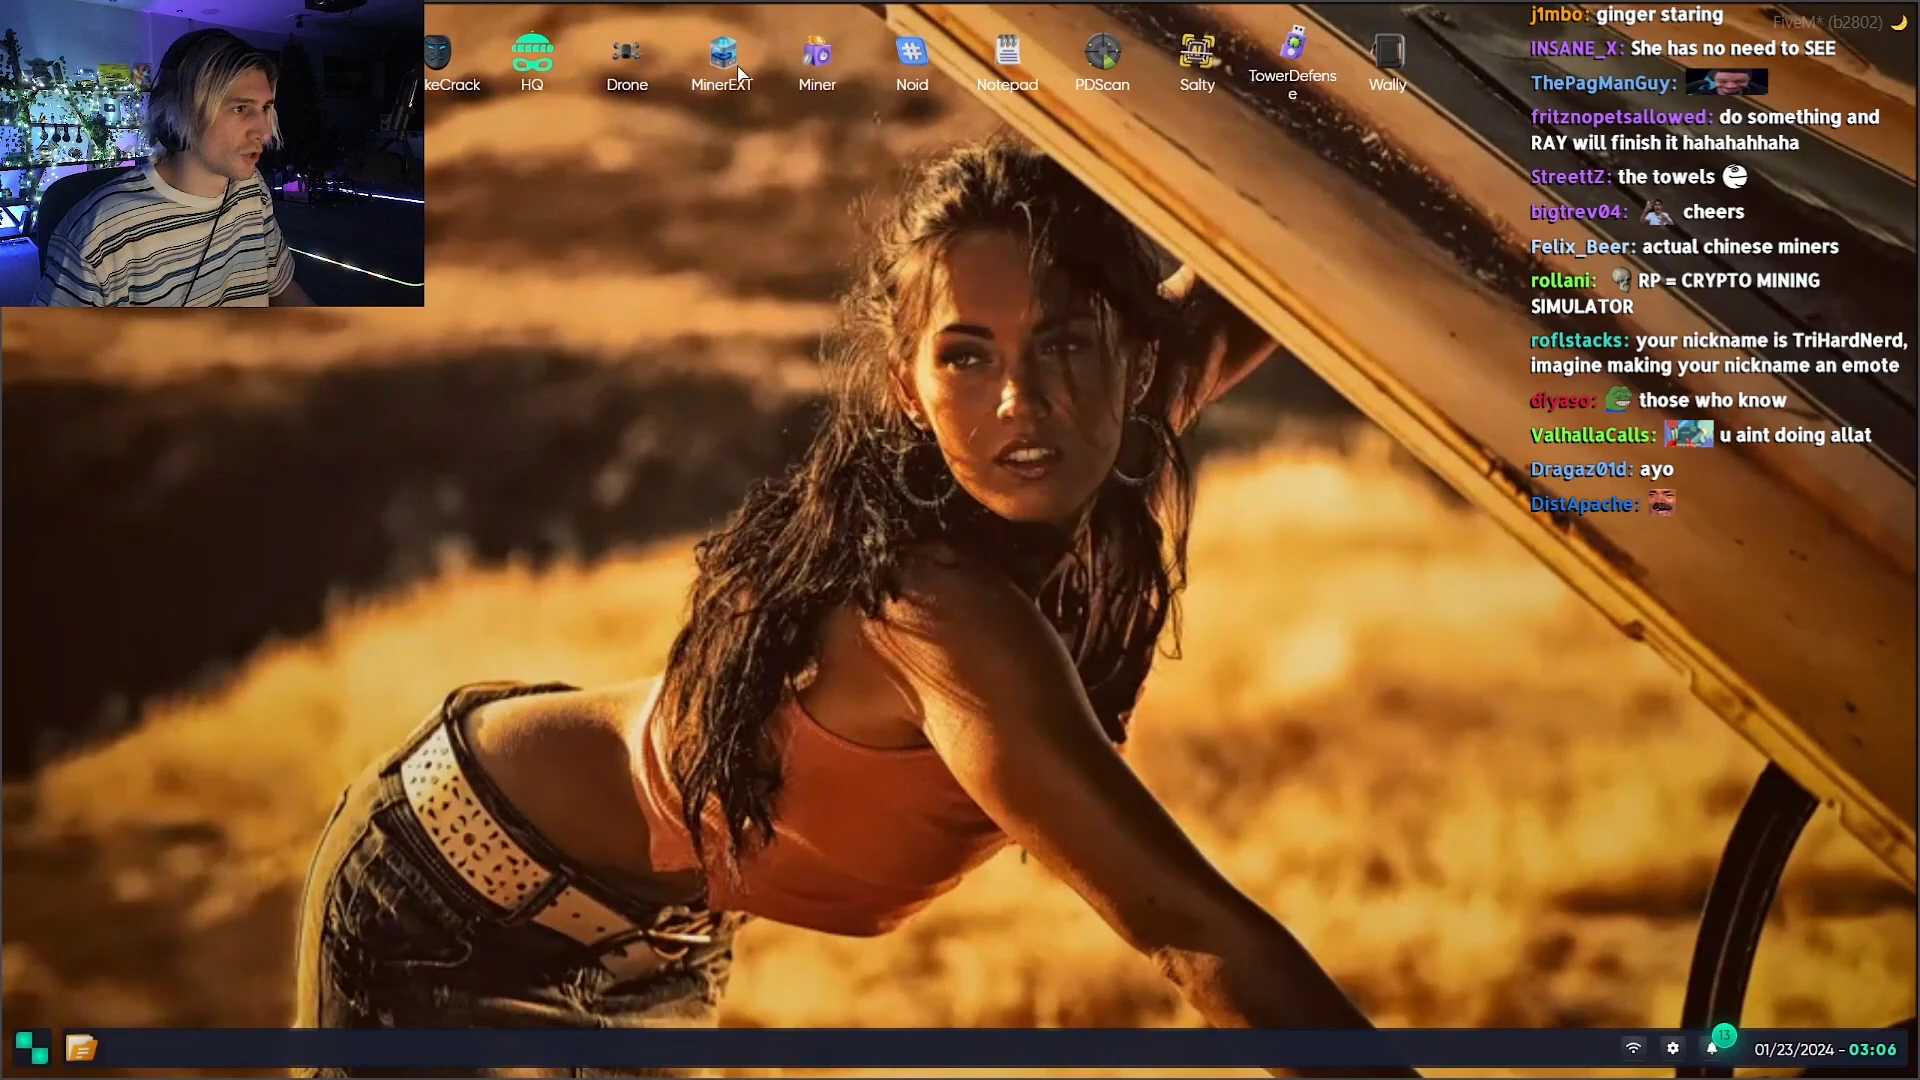 keCrack
HQ
Drone
MinerEXT
Miner
Noid
Notepad
PDScan
Salty
TowerDefens
e
Wally
FiveM* (b2802)
j1mbo: ginger staring
INSANE_X: She has no need to SEE
ThePagManGuy:
fritznopetsallowed: do something and
RAY will finish it hahahahhaha
StreettZ: the towels
bigtrev04: cheers
Felix_Beer: actual chinese miners
rollani: RP = CRYPTO MINING
SIMULATOR
roflstacks: your nickname is TriHardNerd,
imagine making your nickname an emote
diyaso: those who know
ValhallaCalls: u aint doing allat
Dragaz01d: ayo
DistApache:
13
01/23/2024 - 03:06